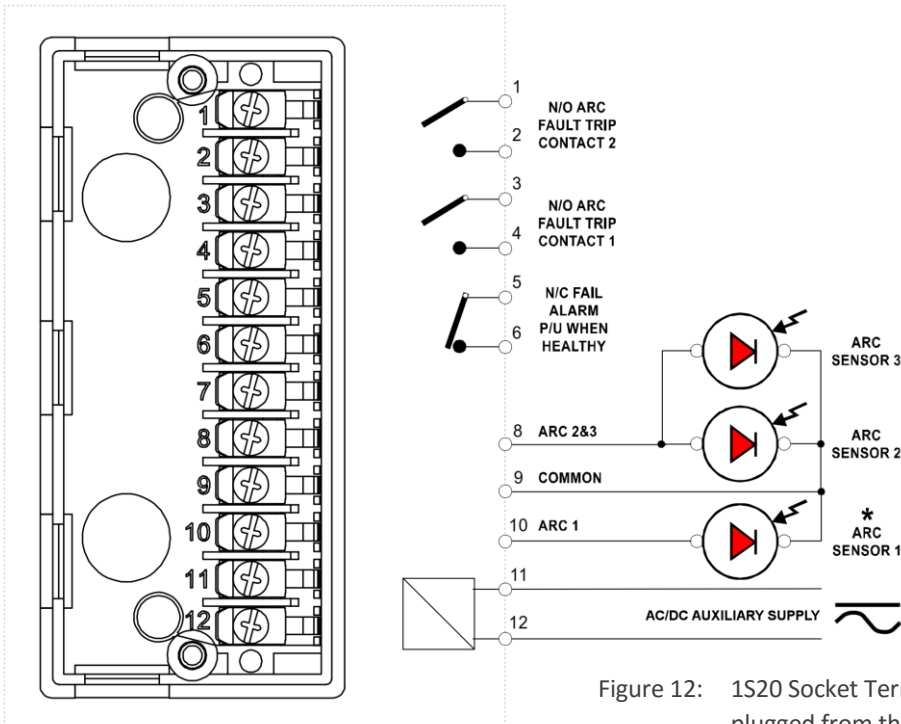 1
2
3
4
5
6
7
8
9
10
11
12
1
N/O ARC
FAULT TRIP
CONTACT 2
2
3
N/O ARC
FAULT TRIP
CONTACT 1
4
5
N/C FAIL
ALARM
P/U WHEN
HEALTHY
6
ARC
SENSOR 3
8 ARC 2&3
ARC
SENSOR 2
9 COMMON
10 ARC 1
*
ARC
SENSOR 1
11
12
AC/DC AUXILIARY SUPPLY
Figure 12: 1S20 Socket Ter